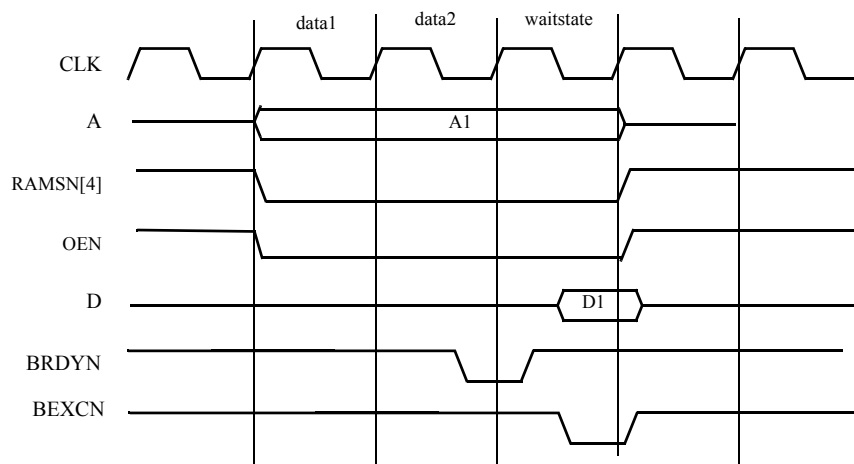 data1 data2 waitstate
CLK
A A1
RAMSN[4]
OEN
D D1
BRDYN
BEXCN